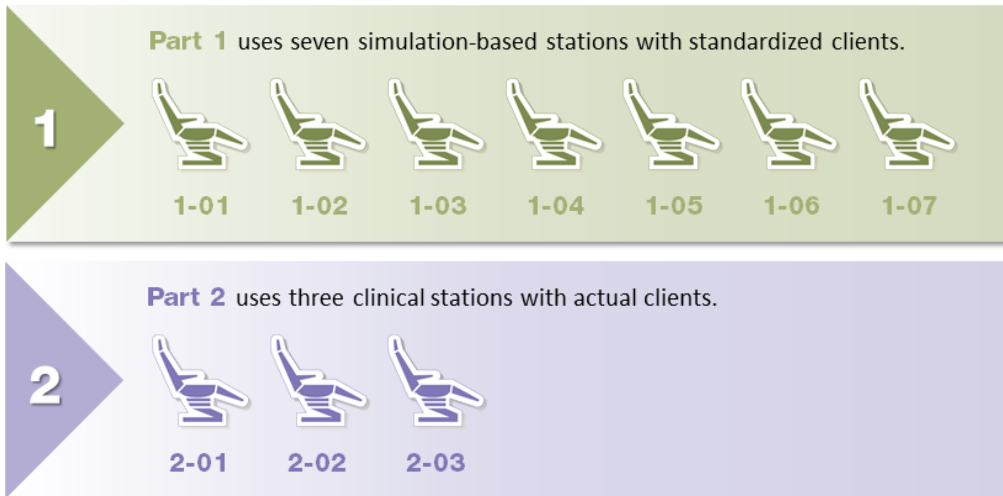 Part 1 uses seven simulation-based stations with standardized clients.
1
1-01 1-02 1-03 1-04 1-05 1-06 1-07
Part 2 uses three clinical stations with actual clients.
2
2-01 2-02 2-03